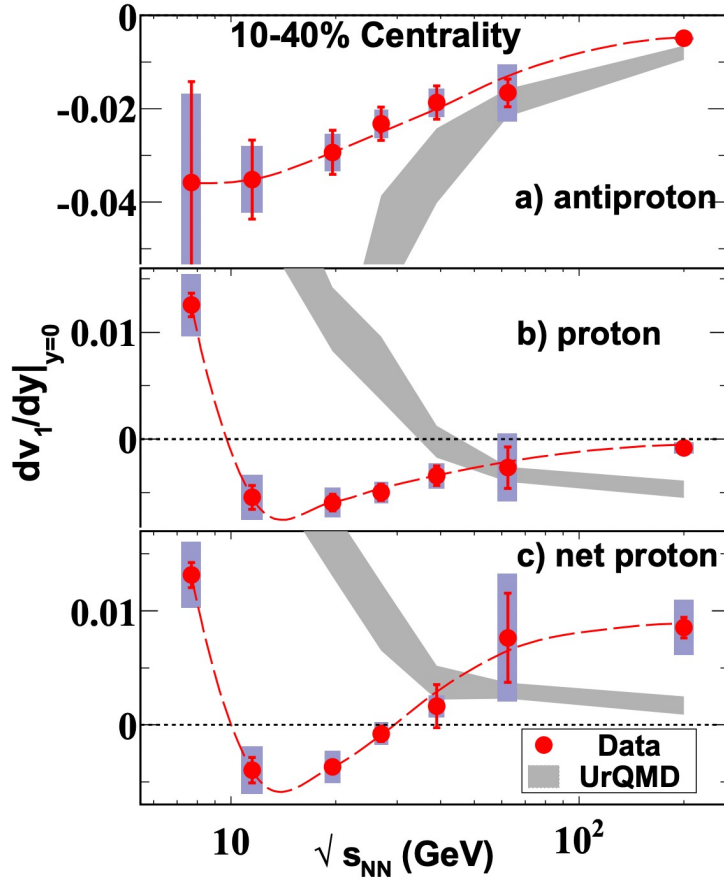 10-40% Centrality
0
-0.02
-0.04
a) antiproton
0.01
0
b) proton
dv1/dy|y=0
c) net proton
0.01
0
Data
UrQMD
10
10²
√ sNN (GeV)